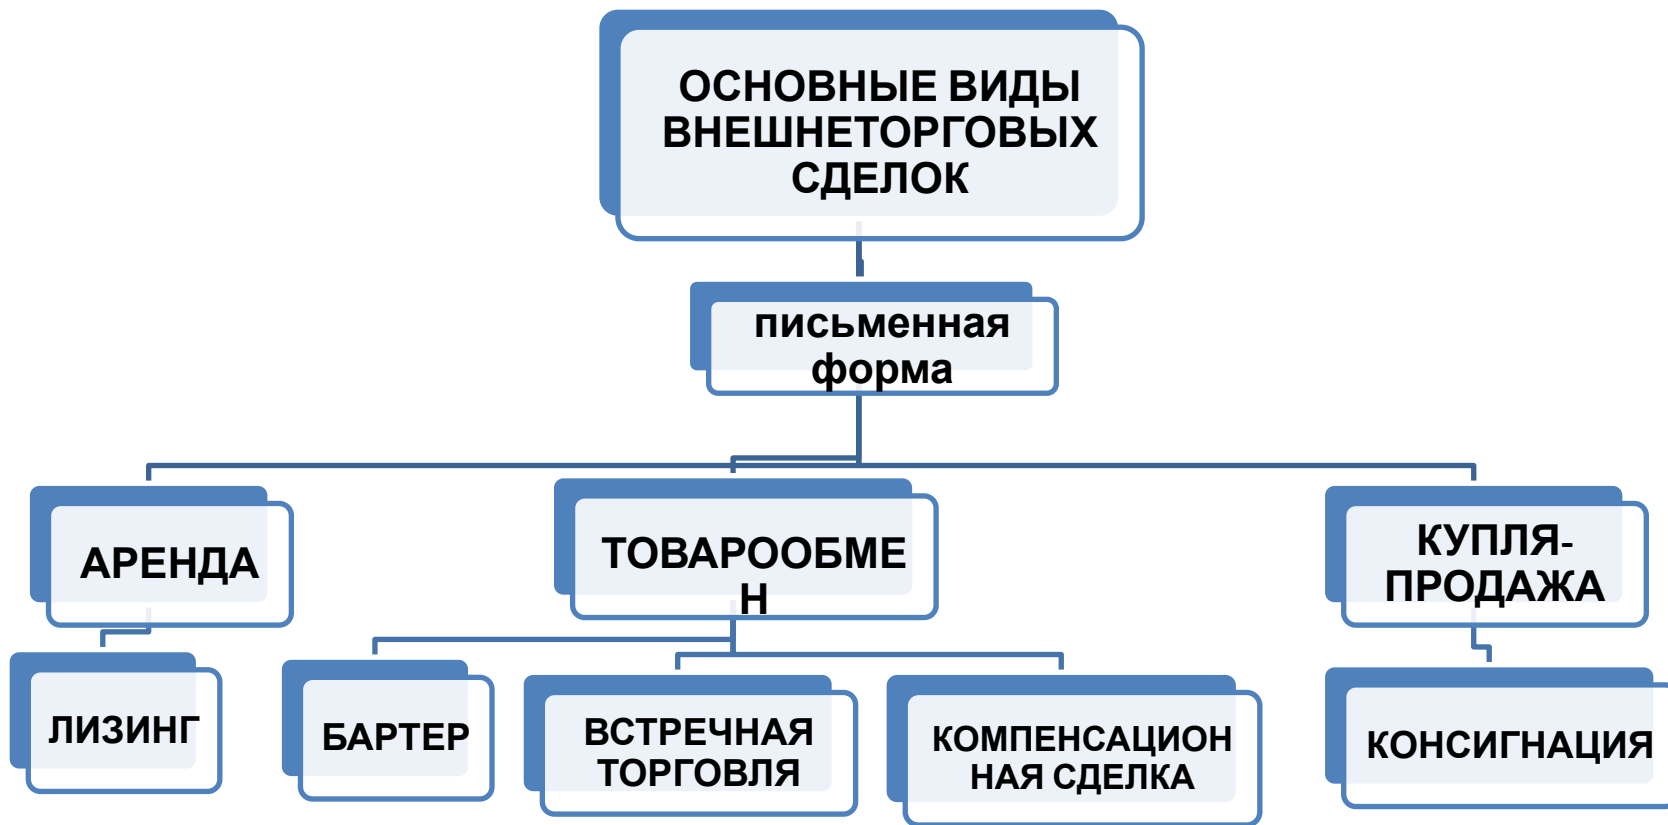 ОСНОВНЫЕ ВИДЫ
ВНЕШНЕТОРГОВЫХ
СДЕЛОК
письменная
форма
АРЕНДА
ТОВАРООБМЕ
Н
КУПЛЯ-
ПРОДАЖА
ЛИЗИНГ
БАРТЕР
ВСТРЕЧНАЯ
ТОРГОВЛЯ
КОМПЕНСАЦИОН
НАЯ СДЕЛКА
КОНСИГНАЦИЯ